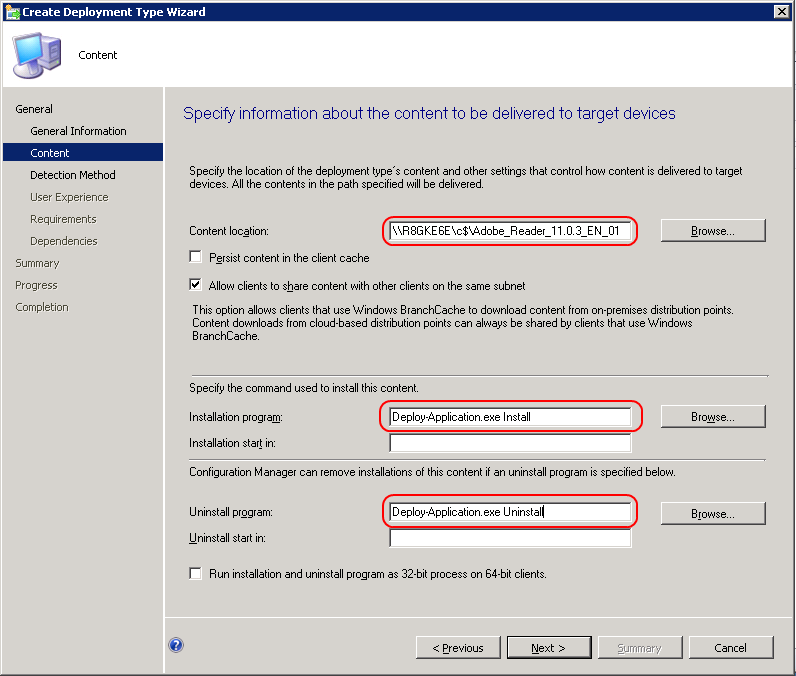 Create Deployment Type Wizard
Content
General
General Information
Content
Detection Method
User Experience
Requirements
Dependencies
Summary
Progress
Completion
Specify information about the content to be delivered to target devices
Specify the location of the deployment type's content and other settings that control how content is delivered to target
devices. All the contents in the path specified will be delivered.
Content location:
\\R8GKE6E\c$\Adobe_Reader_11.0.3_EN_01
Browse...
Persist content in the client cache
Allow clients to share content with other clients on the same subnet
This option allows clients that use Windows BranchCache to download content from on-premises distribution points.
Content downloads from cloud-based distribution points can always be shared by clients that use Windows
BranchCache.
Specify the command used to install this content.
Installation program:
Deploy-Application.exe Install
Browse...
Installation start in:
Configuration Manager can remove installations of this content if an uninstall program is specified below.
Uninstall program:
Deploy-Application.exe Uninstall
Browse...
Uninstall start in:
Run installation and uninstall program as 32-bit process on 64-bit clients.
?
< Previous
Next >
Summary
Cancel